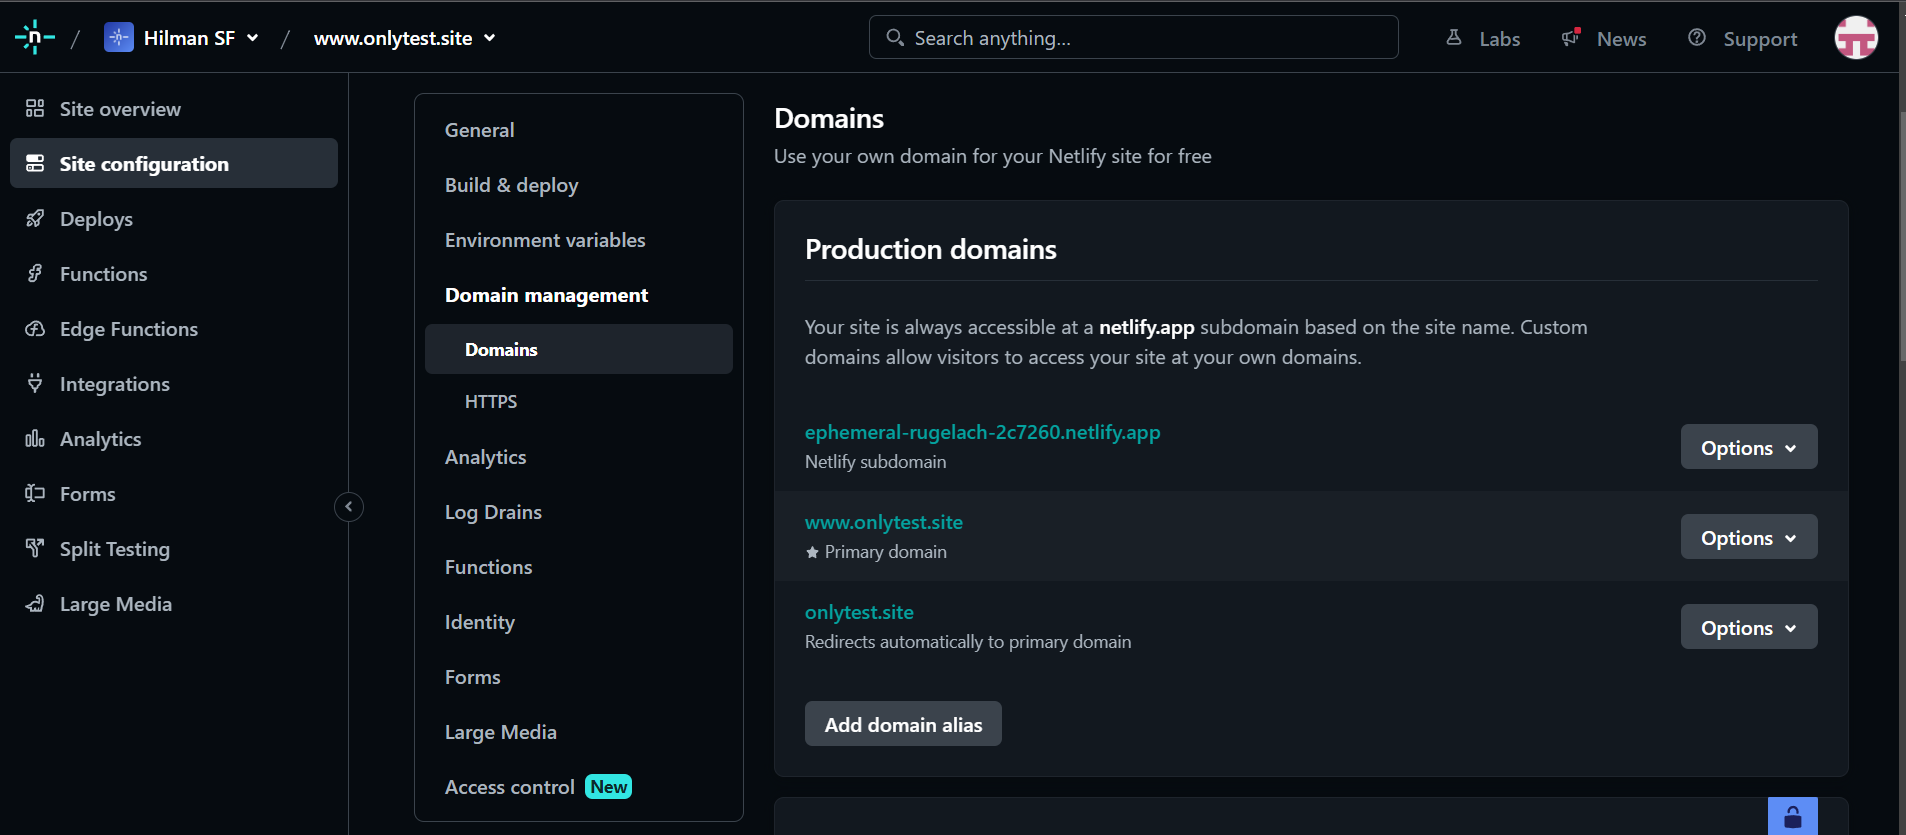 / Hilman SF / www.onlytest.site
Search anything...
Labs
News
Support
Site overview
Site configuration
Deploys
Functions
Edge Functions
Integrations
Analytics
Forms
Split Testing
Large Media
General
Build & deploy
Environment variables
Domain management
Domains
HTTPS
Analytics
Log Drains
Functions
Identity
Forms
Large Media
Access control New
Domains
Use your own domain for your Netlify site for free
Production domains
Your site is always accessible at a netlify.app subdomain based on the site name. Custom
domains allow visitors to access your site at your own domains.
ephemeral-rugelach-2c7260.netlify.app
Netlify subdomain
Options
www.onlytest.site
★ Primary domain
Options
onlytest.site
Redirects automatically to primary domain
Options
Add domain alias